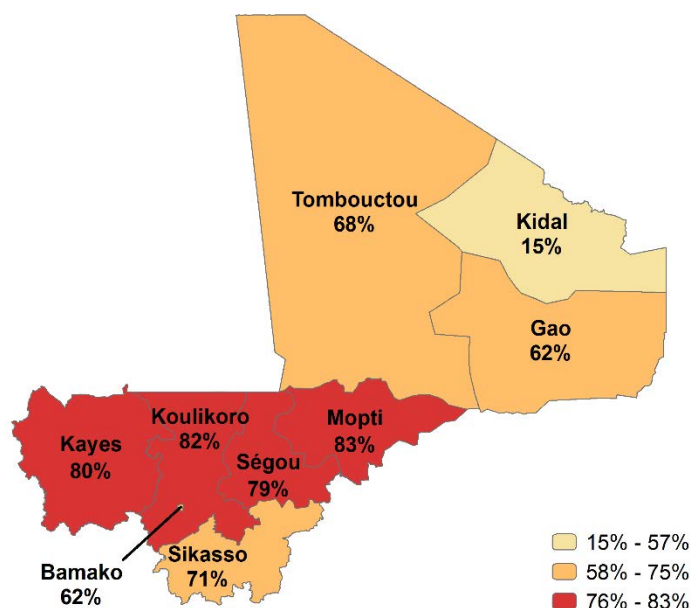 Tombouctou
68%
Kidal
15%
Gao
62%
Koulikoro
82%
Mopti
83%
Kayes
80%
Ségou
79%
Bamako
62%
Sikasso
71%
15% - 57%
58% - 75%
76% - 83%